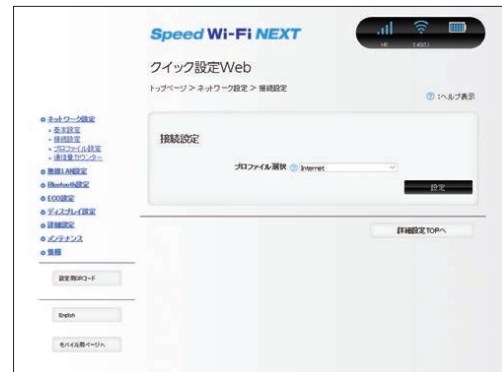 Speed Wi-Fi NEXT
クイック設定Web
トップページ > ネットワーク設定 > 接続設定
:ヘルプ表示
ネットワーク設定
基本設定
接続設定
プロファイル設定
通信量カウンター
無線LAN設定
Bluetooth設定
ECO設定
ディスプレイ設定
詳細設定
メンテナンス
情報
設定用QRコード
English
モバイル用ページへ
接続設定
プロファイル選択 ? Internet
設定
詳細設定TOPへ